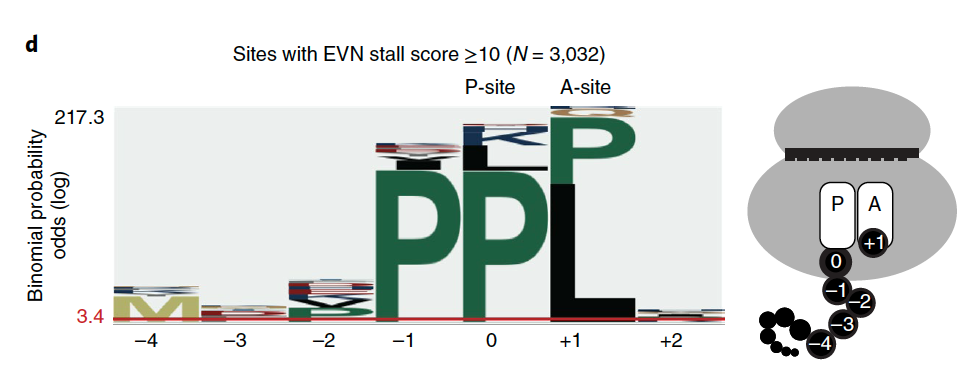 d
Sites with EVN stall score ≥10 (N = 3,032)
P-site A-site
217.3
Binomial probability
odds (log)
3.4
M
P
P
P
K
L
P
L
–4 –3 –2 –1 0 +1 +2
P A
+1
0
–1
–2
–3
–4